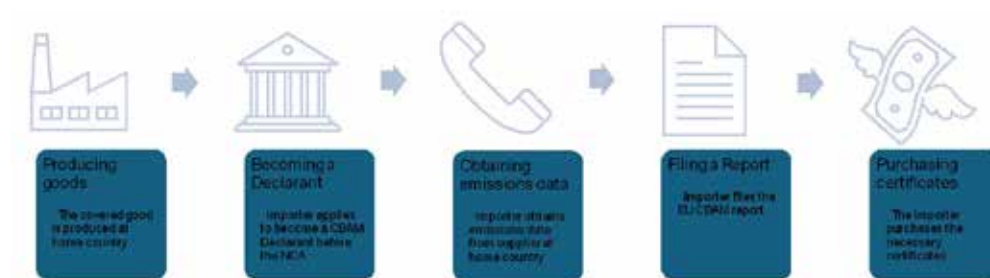 Producing
goods
The covered good
is produced at
home country
Becoming a
Declarant
Importer applies
to become a CBAM
Declarant before
the NCA
Obtaining
emissions data
Importer obtains
emissions data
from supplier at
home country
Filing a Report
Importer files the
EU CBAM report
Purchasing
certificates
The importer
purchases the
necessary
certificates